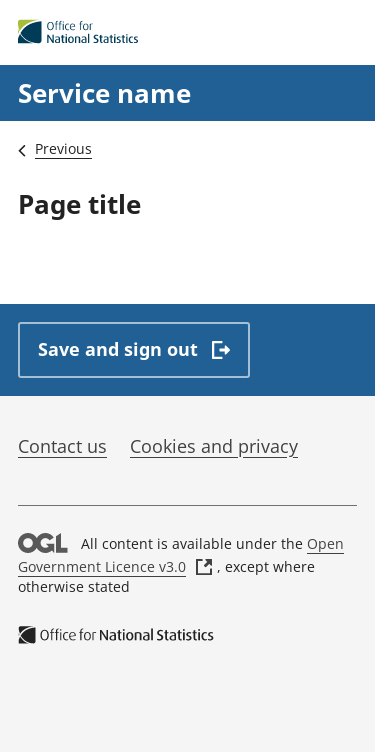 Office for
National Statistics
Service name
Previous
Page title
Save and sign out
Contact us Cookies and privacy
OGL All content is available under the Open
Government Licence v3.0 , except where
otherwise stated
Office for National Statistics